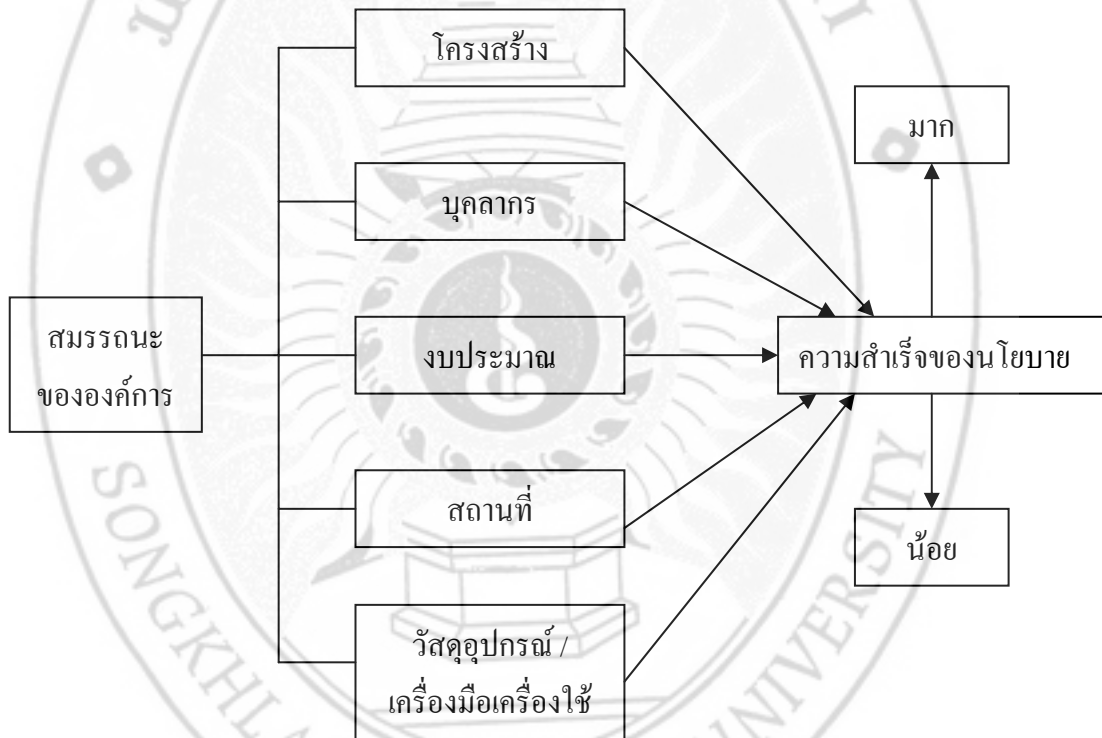 โครงสร้าง
มาก
บุคลากร
สมรรถนะ
ขององค์การ
งบประมาณ
ความสำเร็จของนโยบาย
สถานที่
น้อย
วัสดุอุปกรณ์ /
เครื่องมือเครื่องใช้
SONGKHLA
UNIVERSITY